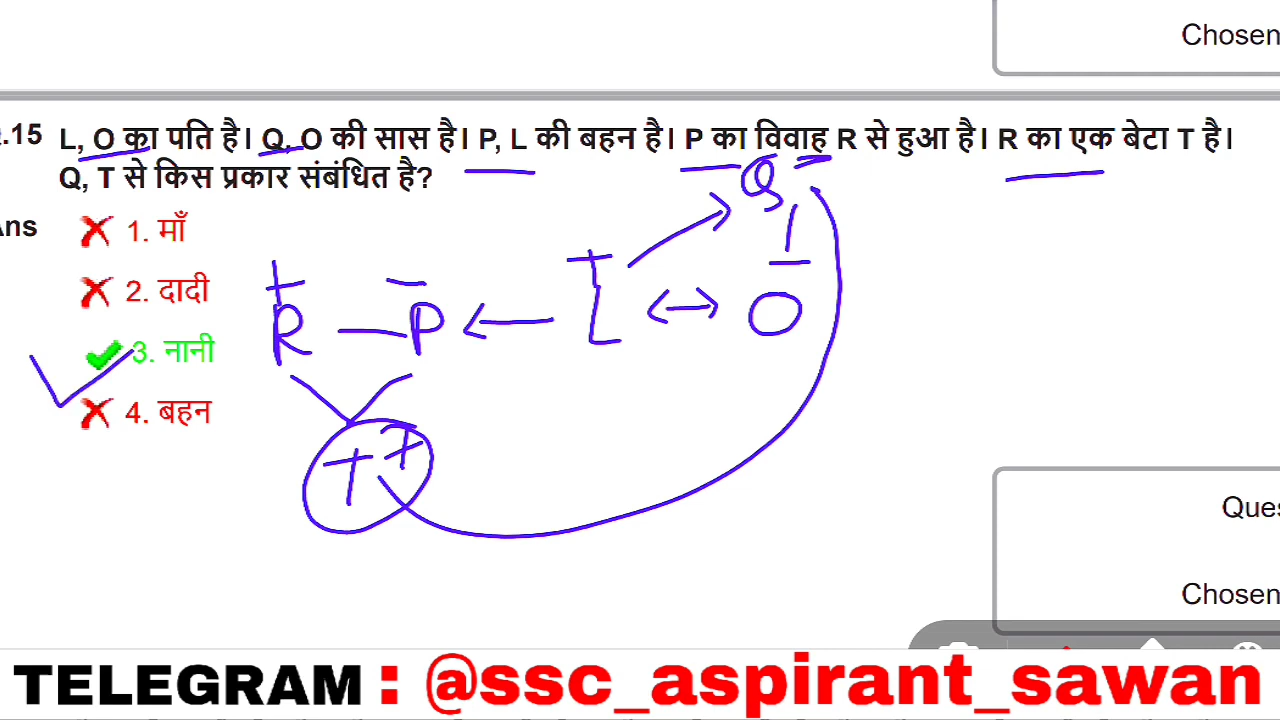 Chosen
.15 L, O का पति है। Q, O की सास है। P, L की बहन है। P का विवाह R से हुआ है। R का एक बेटा T है।
Q, T से किस प्रकार संबंधित है?
Ans 1. माँ
2. दादी
3. नानी
4. बहन
Q
R P L O
T
Ques
Chosen
TELEGRAM : @ssc_aspirant_sawan